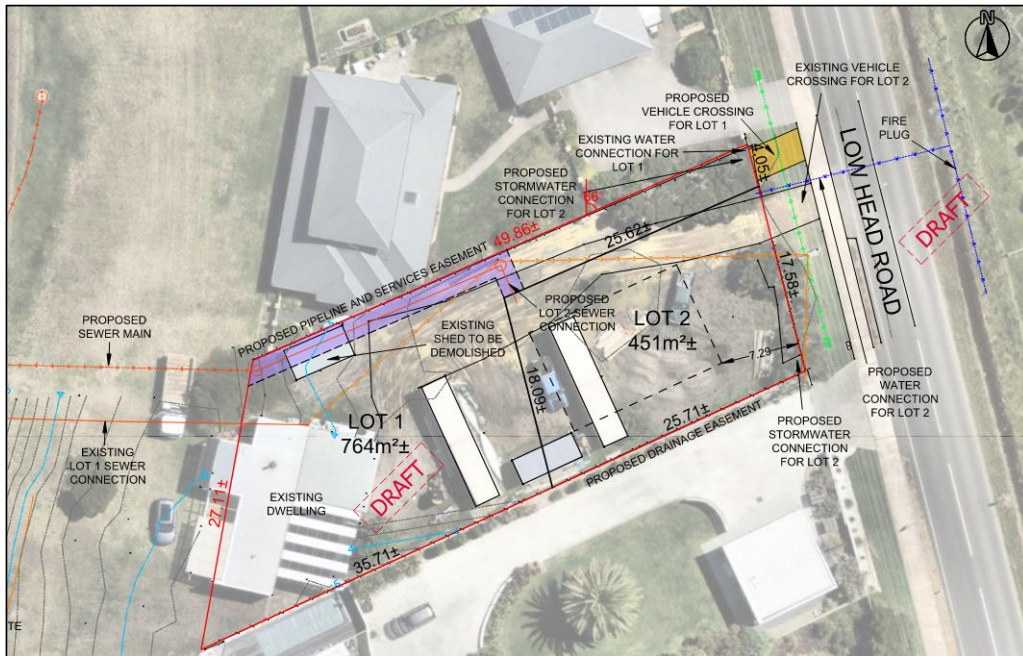 N
EXISTING VEHICLE
CROSSING FOR LOT 2
PROPOSED
VEHICLE CROSSING
FOR LOT 1
FIRE
PLUG
EXISTING WATER
CONNECTION FOR
LOT 1
LOW HEAD ROAD
PROPOSED
STORMWATER
CONNECTION
FOR LOT 2
4.05±
66
DRAFT
49.86±
25.62±
PROPOSED PIPELINE AND SERVICES EASEMENT
17.58±
PROPOSED
SEWER MAIN
PROPOSED
LOT 2 SEWER
CONNECTION
EXISTING
SHED TO BE
DEMOLISHED
LOT 2
451m²±
7.29
18.09±
PROPOSED
WATER
CONNECTION
FOR LOT 2
LOT 1
764m²±
25.71±
PROPOSED DRAINAGE EASEMENT
PROPOSED
STORMWATER
CONNECTION
FOR LOT 2
EXISTING
LOT 1 SEWER
CONNECTION
DRAFT
EXISTING
DWELLING
27.11±
35.71±
TE